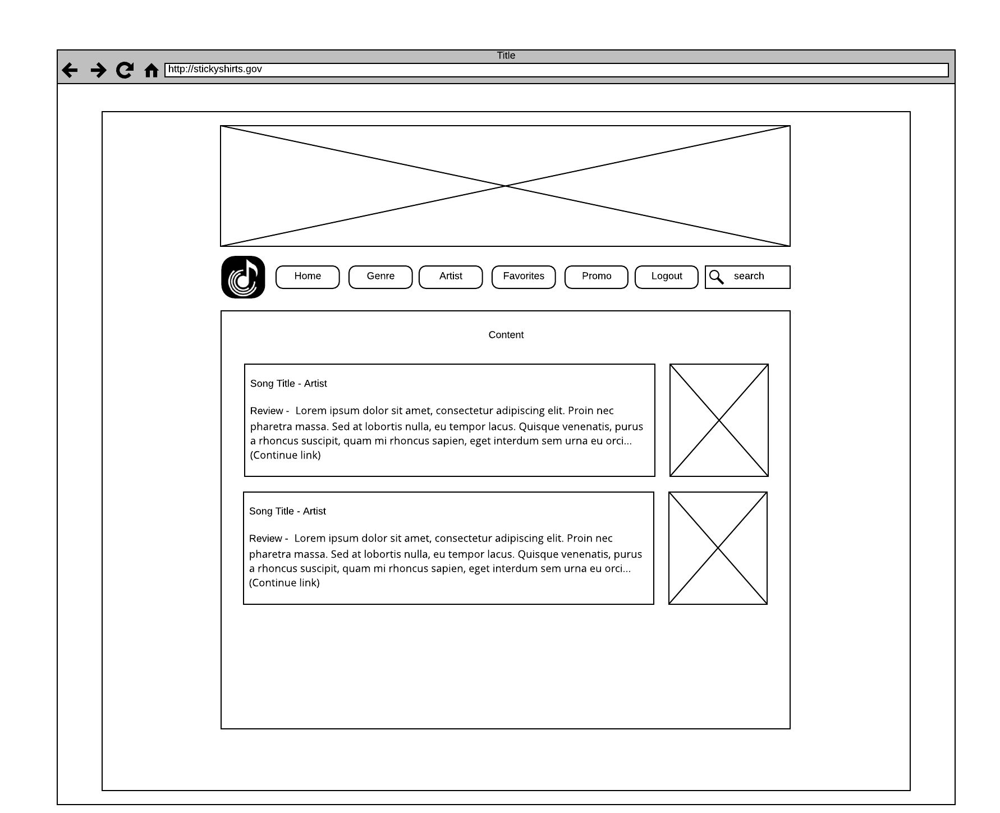 Title
http://stickyshirts.gov
Home Genre Artist Favorites Promo Logout search
Content
Song Title - Artist
Review - Lorem ipsum dolor sit amet, consectetur adipiscing elit. Proin nec
pharetra massa. Sed at lobortis nulla, eu tempor lacus. Quisque venenatis, purus
a rhoncus suscipit, quam mi rhoncus sapien, eget interdum sem urna eu orci...
(Continue link)
Song Title - Artist
Review - Lorem ipsum dolor sit amet, consectetur adipiscing elit. Proin nec
pharetra massa. Sed at lobortis nulla, eu tempor lacus. Quisque venenatis, purus
a rhoncus suscipit, quam mi rhoncus sapien, eget interdum sem urna eu orci...
(Continue link)